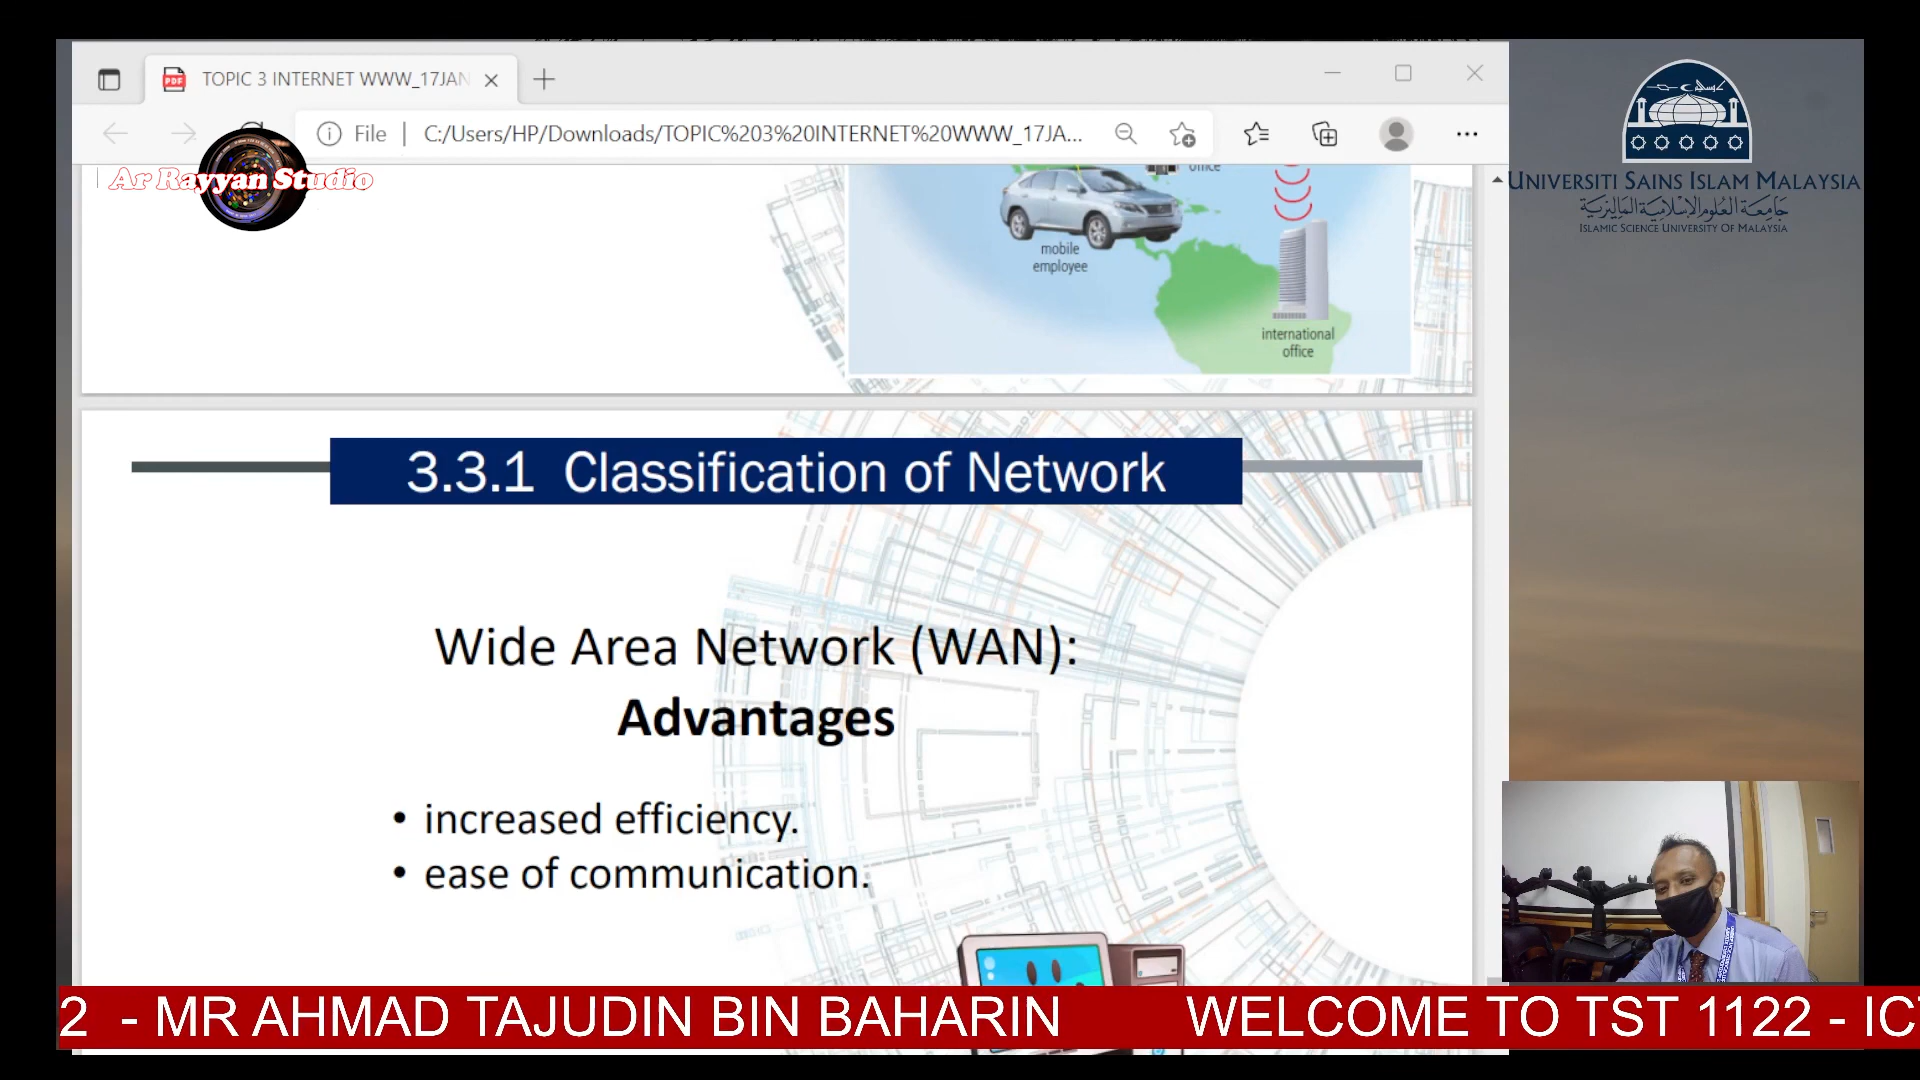 TOPIC 3 INTERNET WWW_17JAN
File
C:/Users/HP/Downloads/TOPIC%203%20INTERNET%20WWW_17JA...
Ar Rayyan Studio
office
mobile
employee
international
office
UNIVERSITI SAINS ISLAM MALAYSIA
جامعة العلوم الإسلامية الماليزية
ISLAMIC SCIENCE UNIVERSITY OF MALAYSIA
3.3.1 Classification of Network
Wide Area Network (WAN):
Advantages
• increased efficiency.
• ease of communication.
2 - MR AHMAD TAJUDIN BIN BAHARIN WELCOME TO TST 1122 - IC